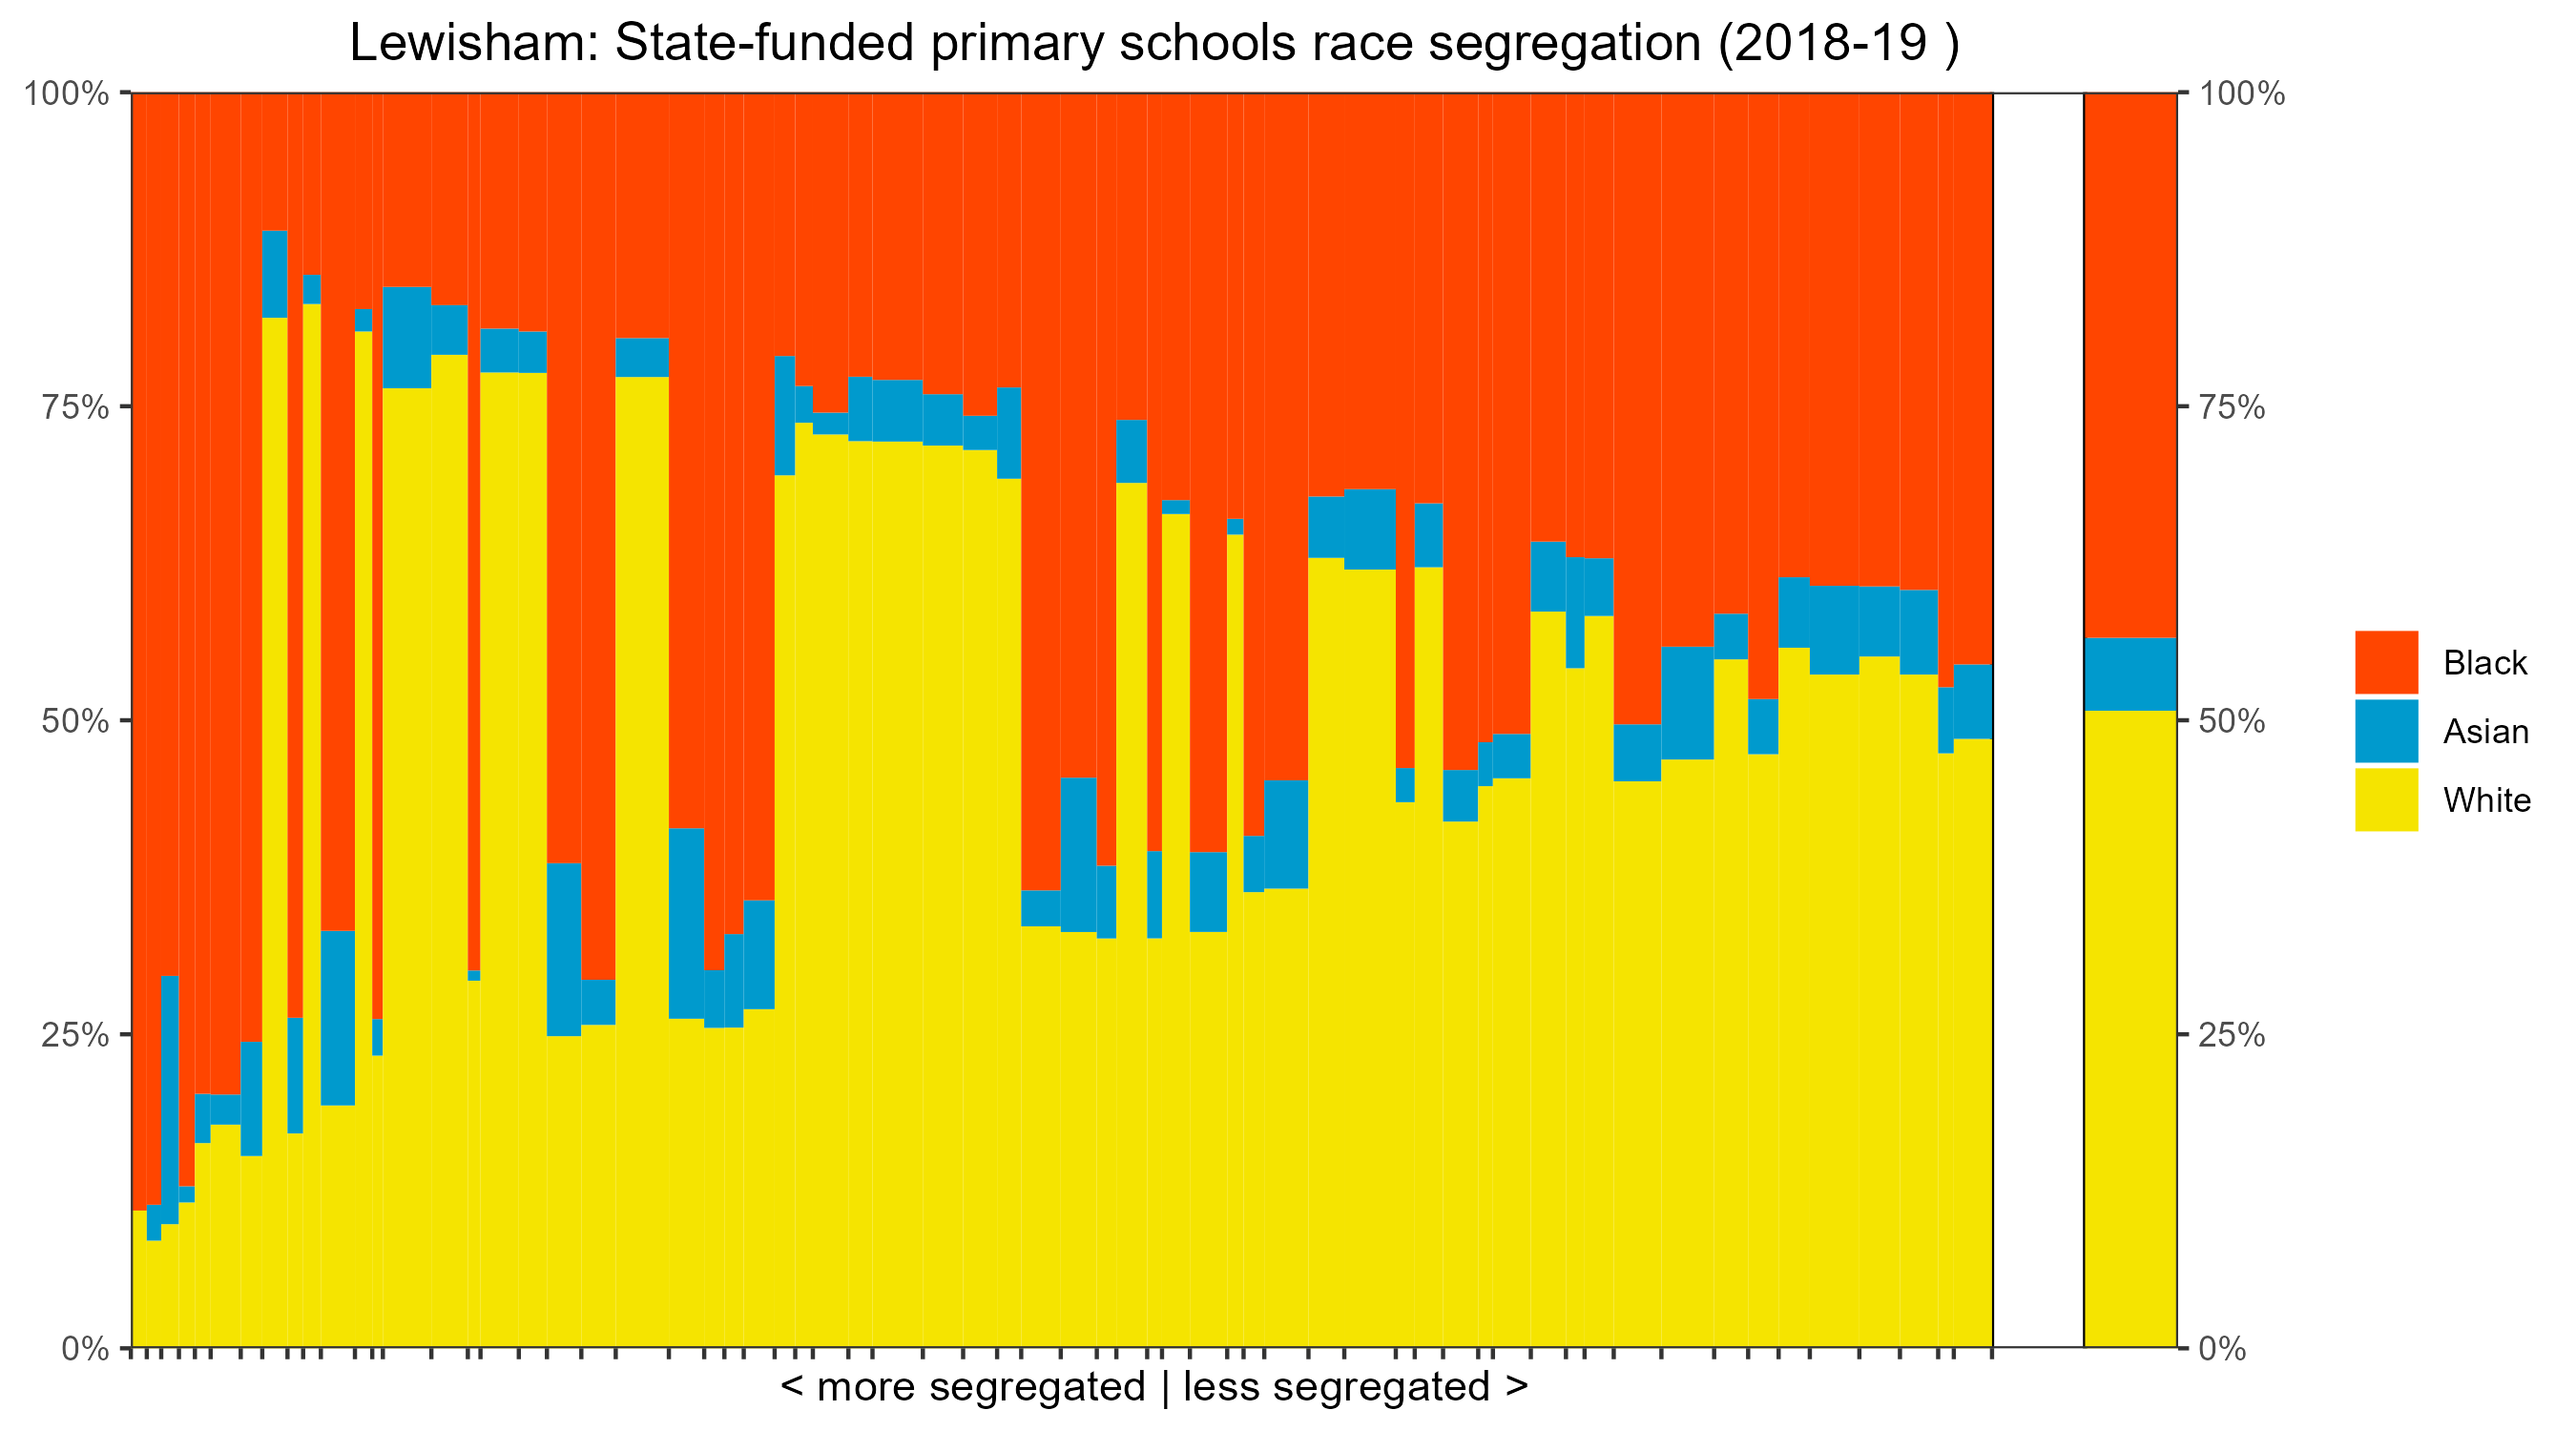 Lewisham: State-funded primary schools race segregation (2018-19 )
100%
75%
50%
25%
0%
100%
75%
50%
25%
0%
Black
Asian
White
< more segregated | less segregated >